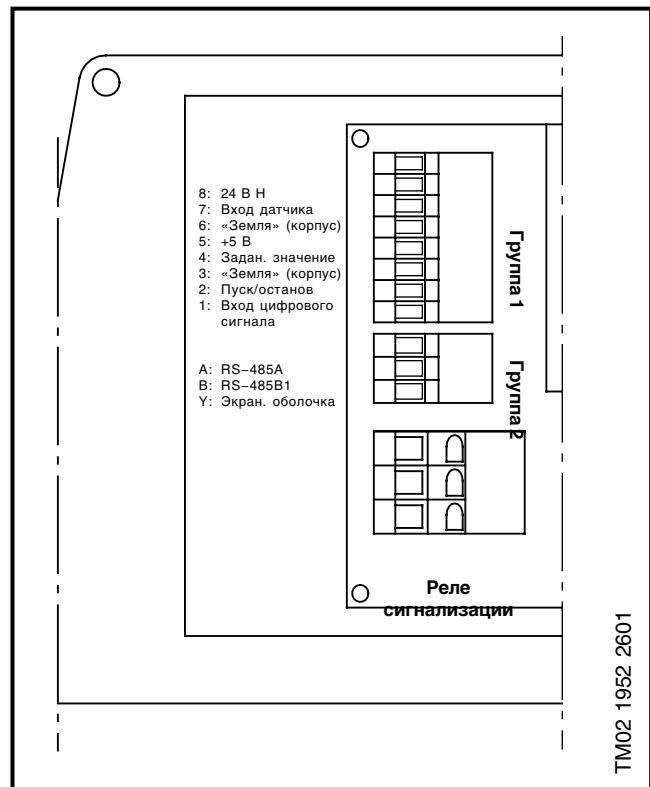 8: 24 В Н
7: Вход датчика
6: «Земля» (корпус)
5: +5 В
4: Задан. значение
3: «Земля» (корпус)
2: Пуск/останов
1: Вход цифрового
сигнала
A: RS-485A
B: RS-485B1
Y: Экран. оболочка
Группа 1
Группа 2
Реле
сигнализации
TM02 1952 2601